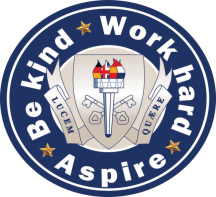 Be kind ★ Work hard ★ Aspire ★
LUCEM
QUÆRE